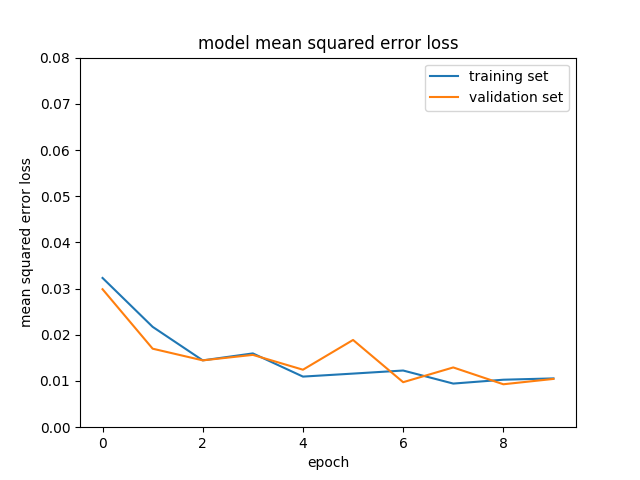 model mean squared error loss
training set
validation set
0.08
0.07
0.06
0.05
0.04
0.03
0.02
0.01
0.00
mean squared error loss
0 2 4 6 8
epoch